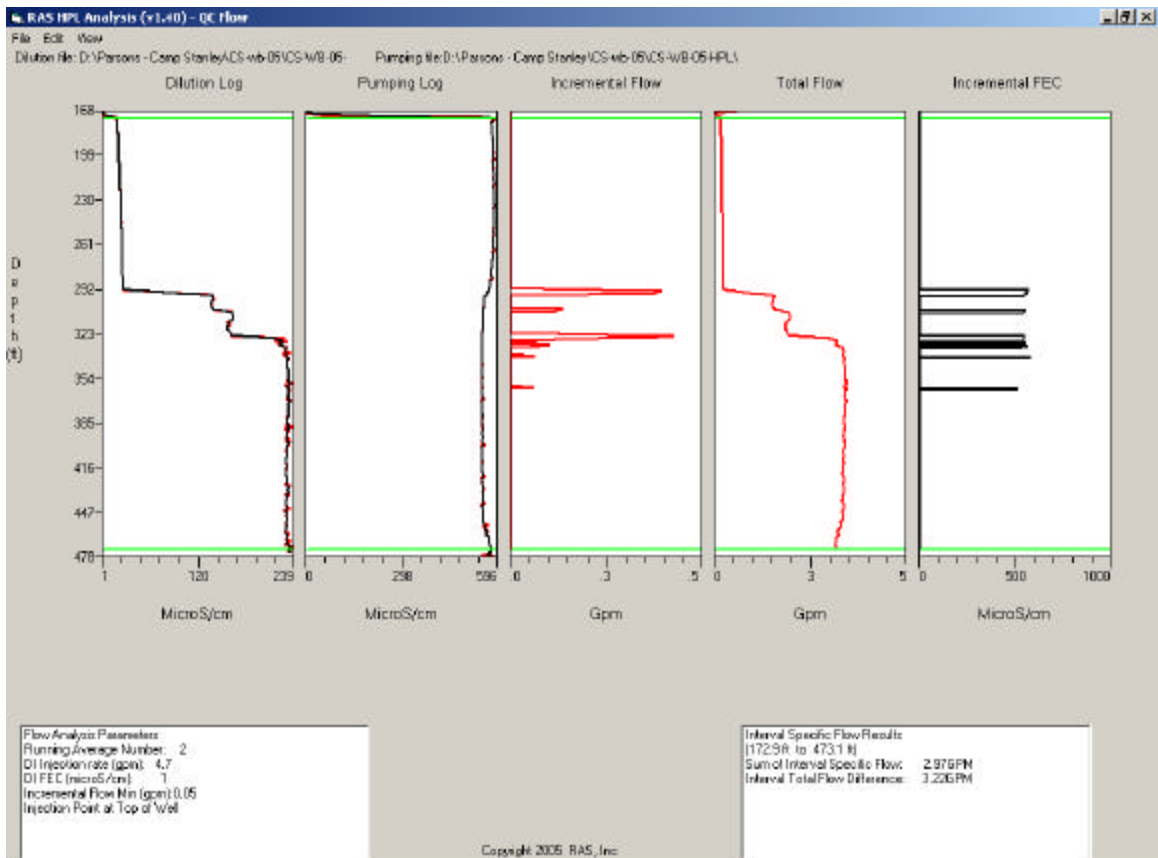 RAS HPL Analysis (v1.40) - QC Flow
File Edit View
Dilution file: D:\Parsons - Camp Stanley\CS-wb-05\CS-WB-05- Pumping file:D:\Parsons - Camp Stanley\CS-WB-05\CS-WB-05-HPL\
Dilution Log Pumping Log Incremental Flow Total Flow Incremental FEC
Depth (ft)
168
199
230
261
292
323
354
385
416
447
478
1 120 239 0 298 596 .0 .3 .5 0 3 5 0 500 1000
MicroS/cm MicroS/cm Gpm Gpm MicroS/cm
Flow Analysis Parameters
Running Average Number: 2
DI Injection rate (gpm): 4.7
DI FEC (microS/cm): 1
Incremental Flow Min (gpm):0.05
Injection Point at Top of Well
Interval Specific Flow Results
(172.9 ft to 473.1 ft)
Sum of Interval Specific Flow: 2.97GPM
Interval Total Flow Difference: 3.22GPM
Copyright 2005 RAS, Inc